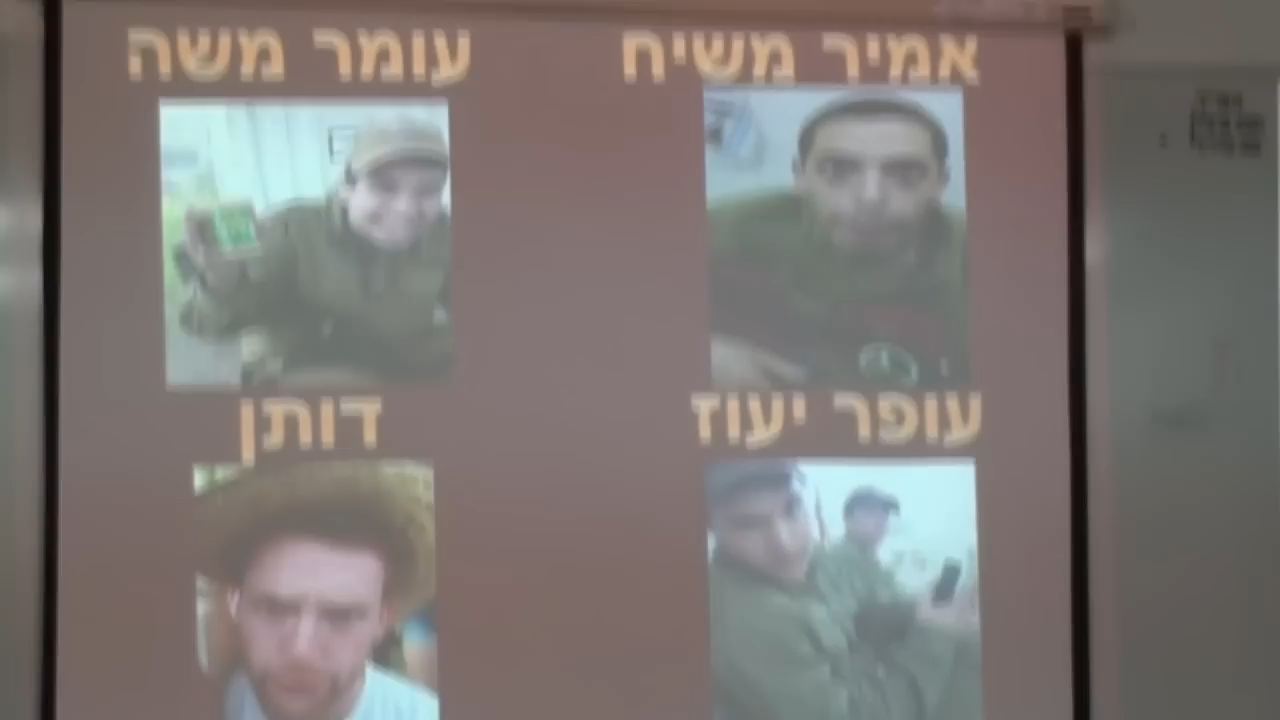 אמיר משיח
עומר משה
עופר יעוז
דותן